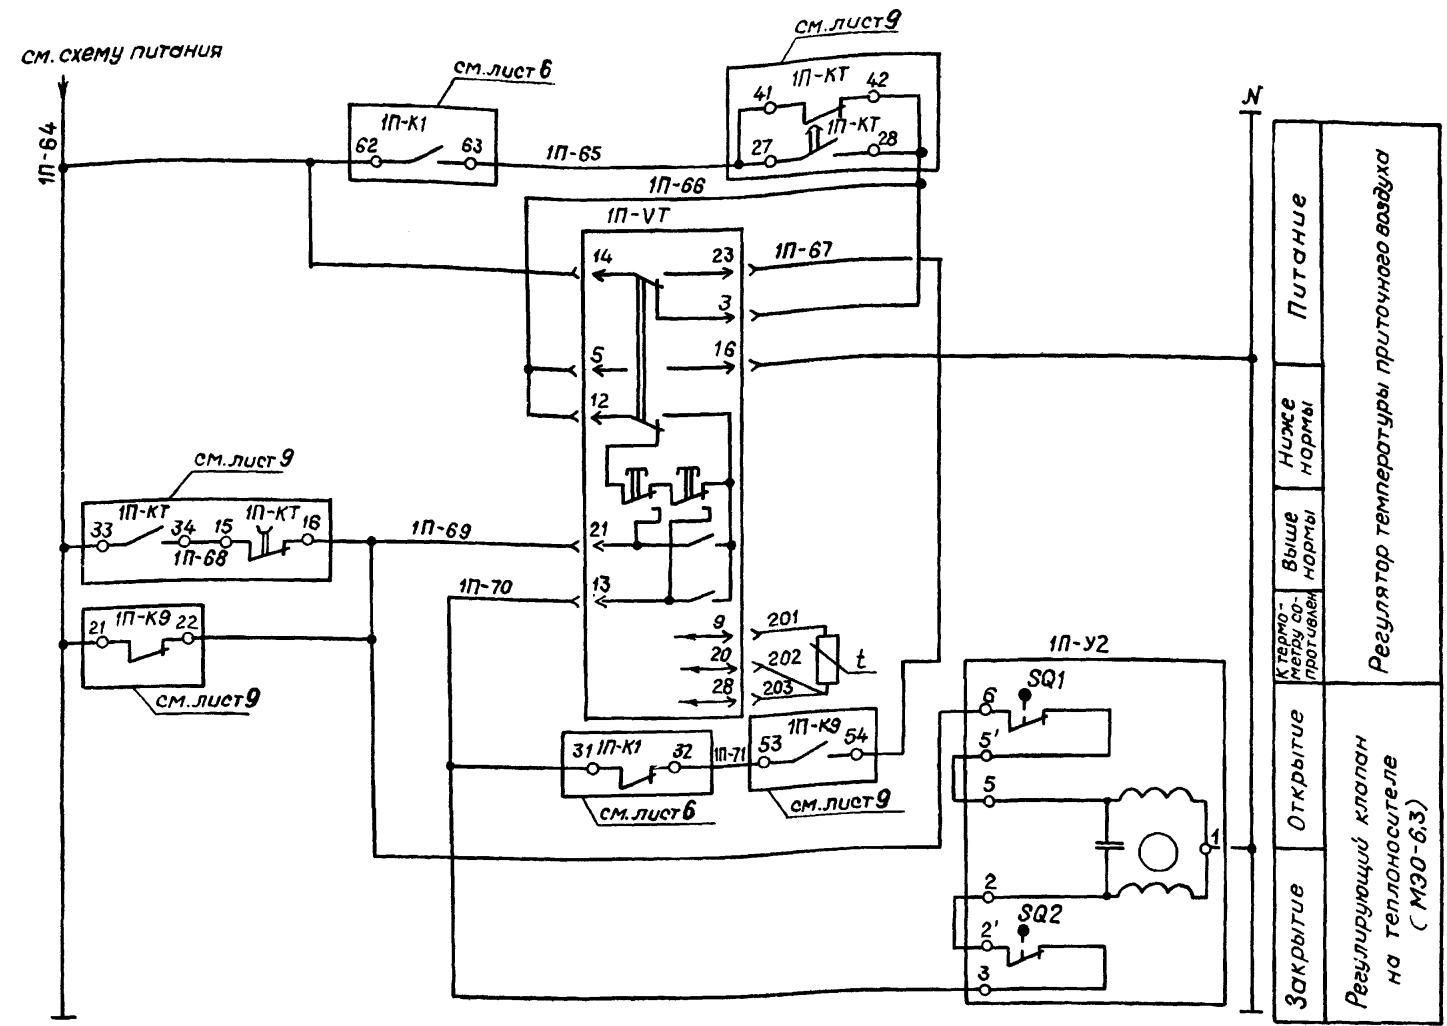 см. схему питания
1П-64
см. лист 6
1П-К1
62
63
1П-65
см. лист 9
1П-КТ
41
42
1П-КТ
27
28
N
1П-66
1П-VT
14
23
1П-67
3
5
16
12
см. лист 9
1П-КТ
1П-КТ
33
34
15
16
1П-68
1П-69
21
1П-70
13
1П-К9
21
22
см. лист 9
9
201
20
202
t
28
203
31
1П-К1
32
1П-71
см. лист 6
1П-К9
53
54
см. лист 9
1П-У2
SQ1
6
5'
5
1
2
SQ2
2'
3
Питание
Ниже
нормы
Выше
нормы
К термо-
метру со-
противлен
Регулятор температуры приточного воздуха
Открытие
Закрытие
Регулирующий клапан
на теплоносителе
(МЭО-6,3)